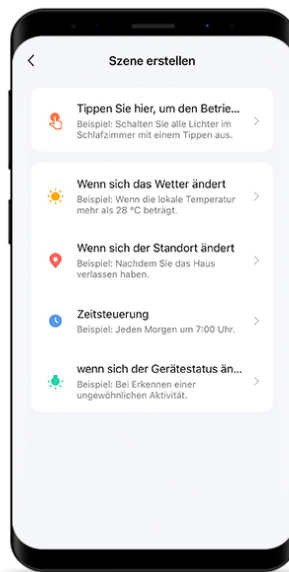 Szene erstellen
Tippen Sie hier, um den Betrie...
Beispiel: Schalten Sie alle Lichter im
Schlafzimmer mit einem Tippen aus.
Wenn sich das Wetter ändert
Beispiel: Wenn die lokale Temperatur
mehr als 28 °C beträgt.
Wenn sich der Standort ändert
Beispiel: Nachdem Sie das Haus
verlassen haben.
Zeitsteuerung
Beispiel: Jeden Morgen um 7:00 Uhr.
wenn sich der Gerätestatus än...
Beispiel: Bei Erkennen einer
ungewöhnlichen Aktivität.